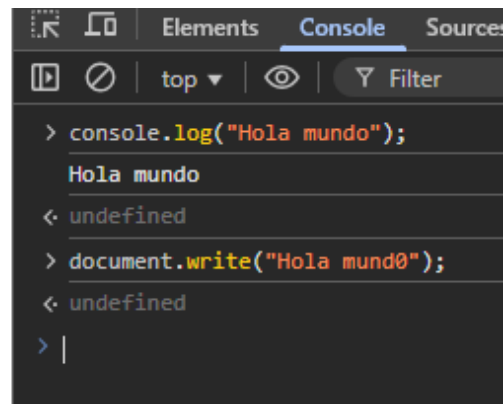 Elements Console Sources
top Filter
console.log("Hola mundo");
Hola mundo
undefined
document.write("Hola mund0");
undefined